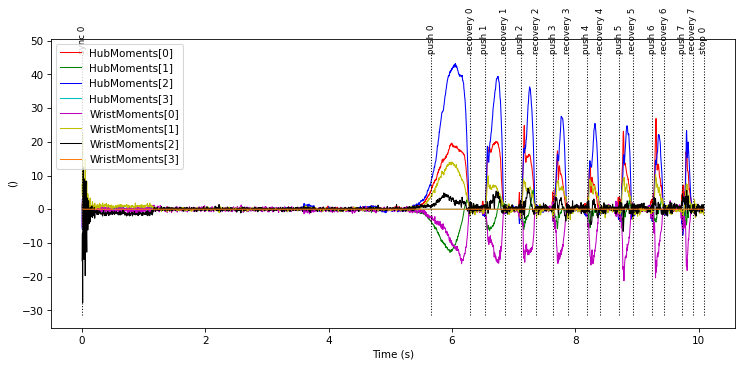 recovery 0
recovery 1
recovery 2
recovery 3
recovery 4
recovery 5
recovery 6
recovery 7
push 0
push 1
push 2
push 3
push 4
push 5
push 6
push 7
stop 0
HubMoments[0]
HubMoments[1]
HubMoments[2]
HubMoments[3]
WristMoments[0]
WristMoments[1]
WristMoments[2]
WristMoments[3]
50
40
30
20
10
0
−10
−20
−30
()
0
2
4
6
8
10
Time (s)